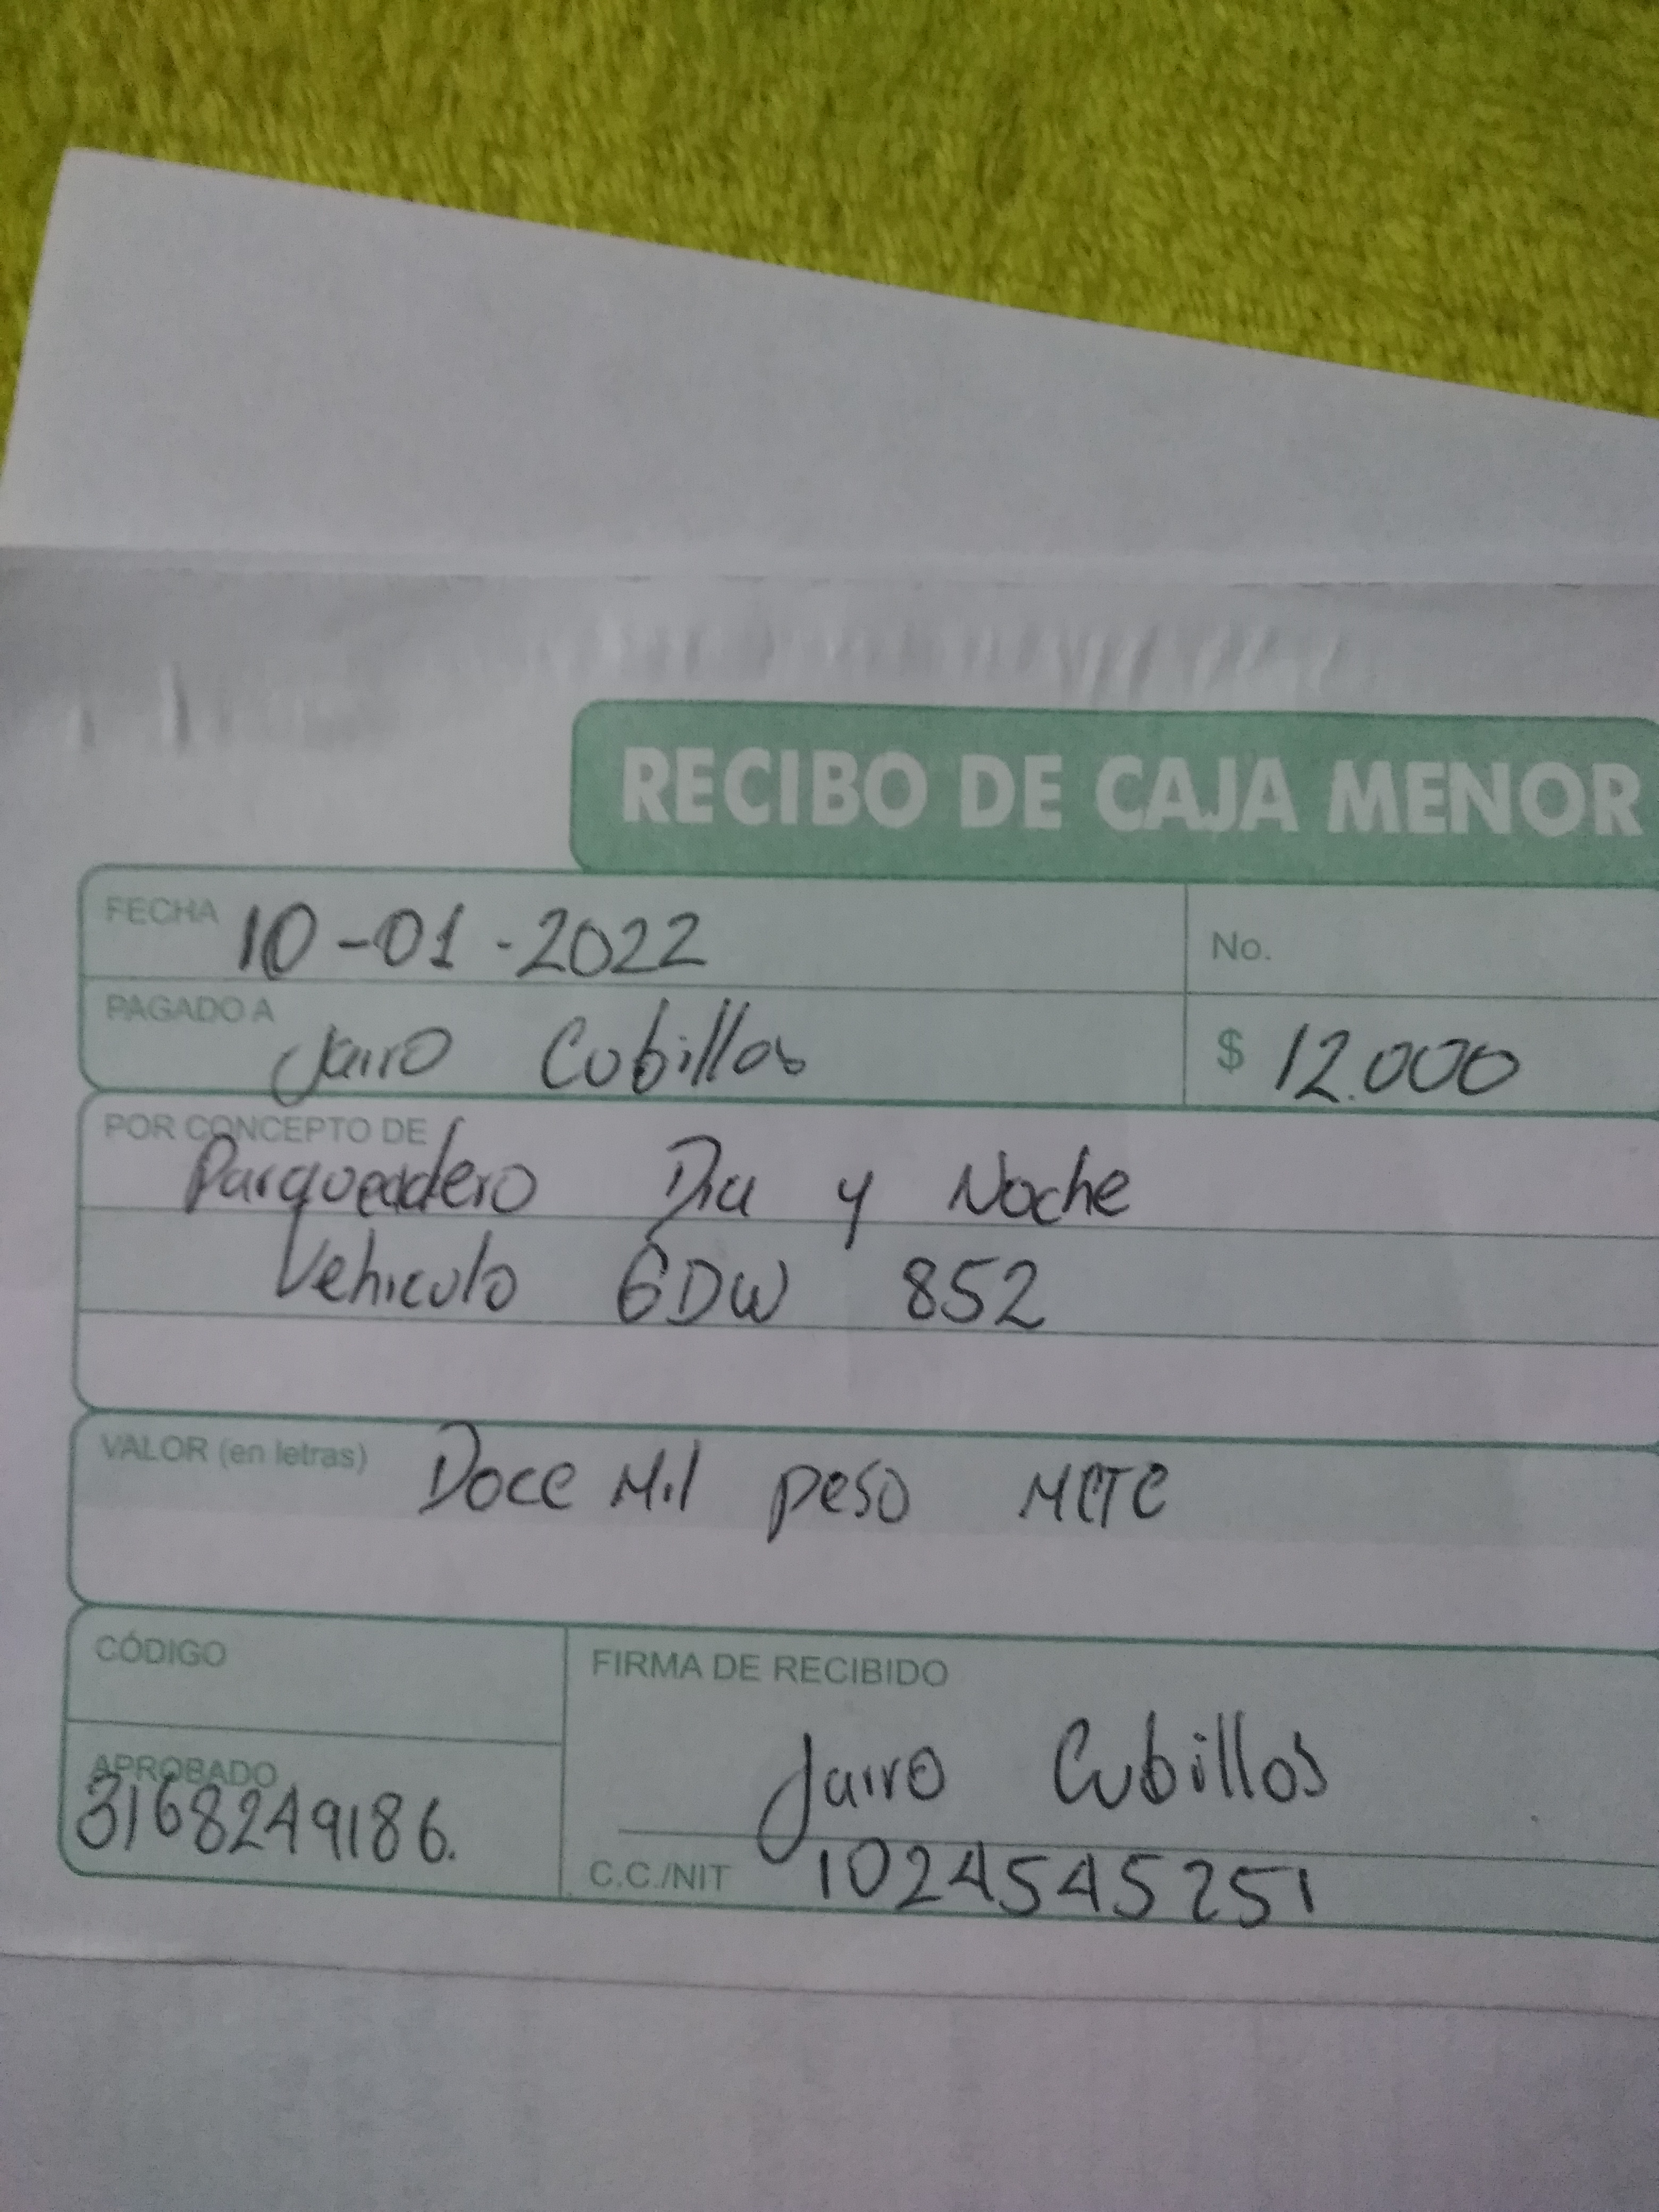 RECIBO DE CAJA MENOR
FECHA 10-01-2022 No.
PAGADO A Jairo Cubillos $ 12.000
POR CONCEPTO DE
Parqueadero Dia y Noche
Vehiculo GDW 852
VALOR (en letras) Doce Mil peso MCTE
CÓDIGO
FIRMA DE RECIBIDO
APROBADO
3168249186.
Jairo Cubillos
C.C./NIT 1024545251